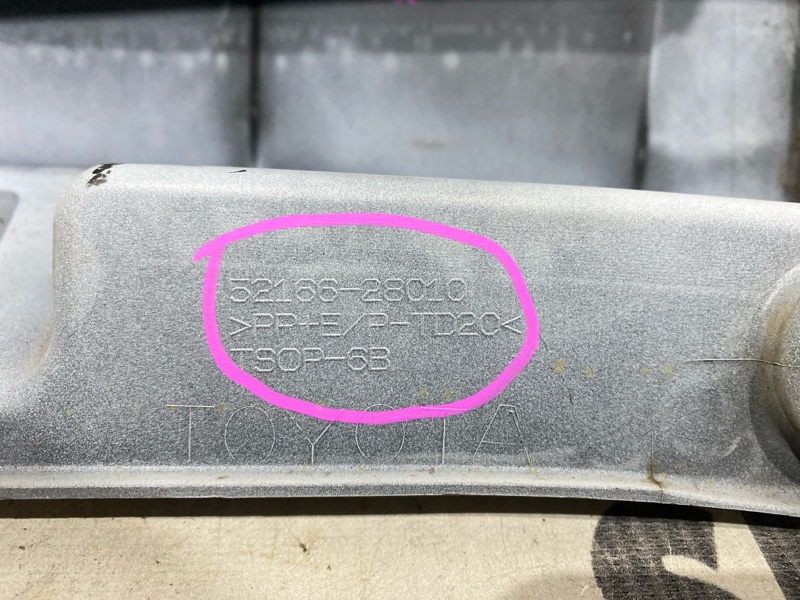 52166-28010
>PP+E/P-TD20<
TSOP-6B
TOYOTA